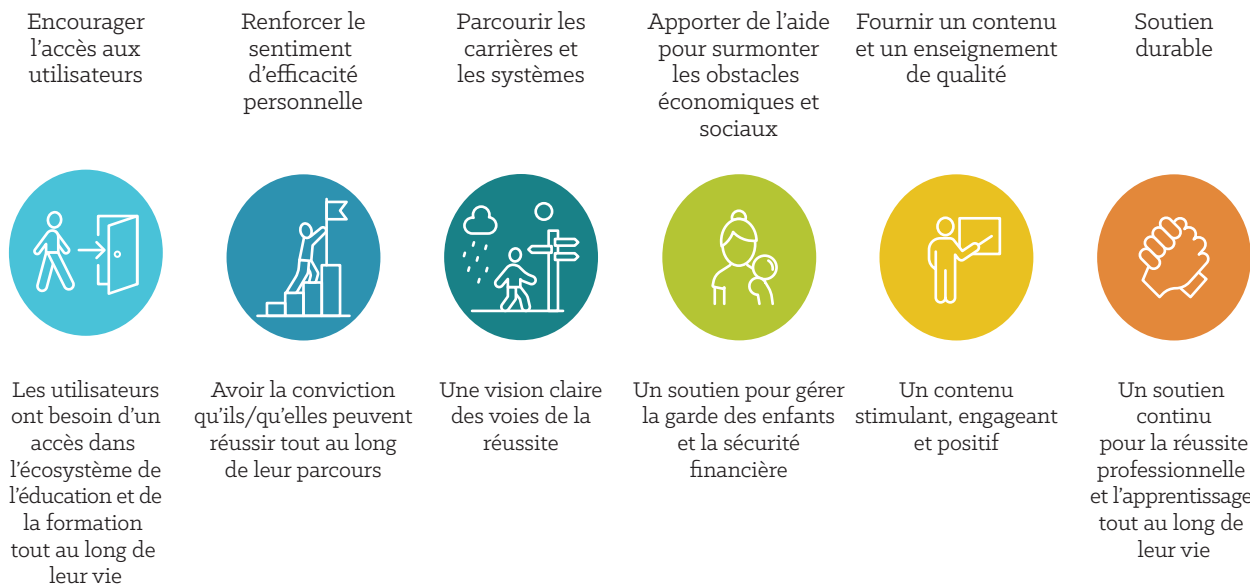 Encourager
l’accès aux
utilisateurs
Renforcer le
sentiment
d’efficacité
personnelle
Parcourir les
carrières et
les systèmes
Apporter de l’aide
pour surmonter
les obstacles
économiques et
sociaux
Fournir un contenu
et un enseignement
de qualité
Soutien
durable
Les utilisateurs
ont besoin d’un
accès dans
l’écosystème de
l’éducation et de
la formation
tout au long de
leur vie
Avoir la conviction
qu’ils/qu’elles peuvent
réussir tout au long
de leur parcours
Une vision claire
des voies de la
réussite
Un soutien pour gérer
la garde des enfants
et la sécurité
financière
Un contenu
stimulant, engageant
et positif
Un soutien
continu
pour la réussite
professionnelle
et l’apprentissage
tout au long de
leur vie